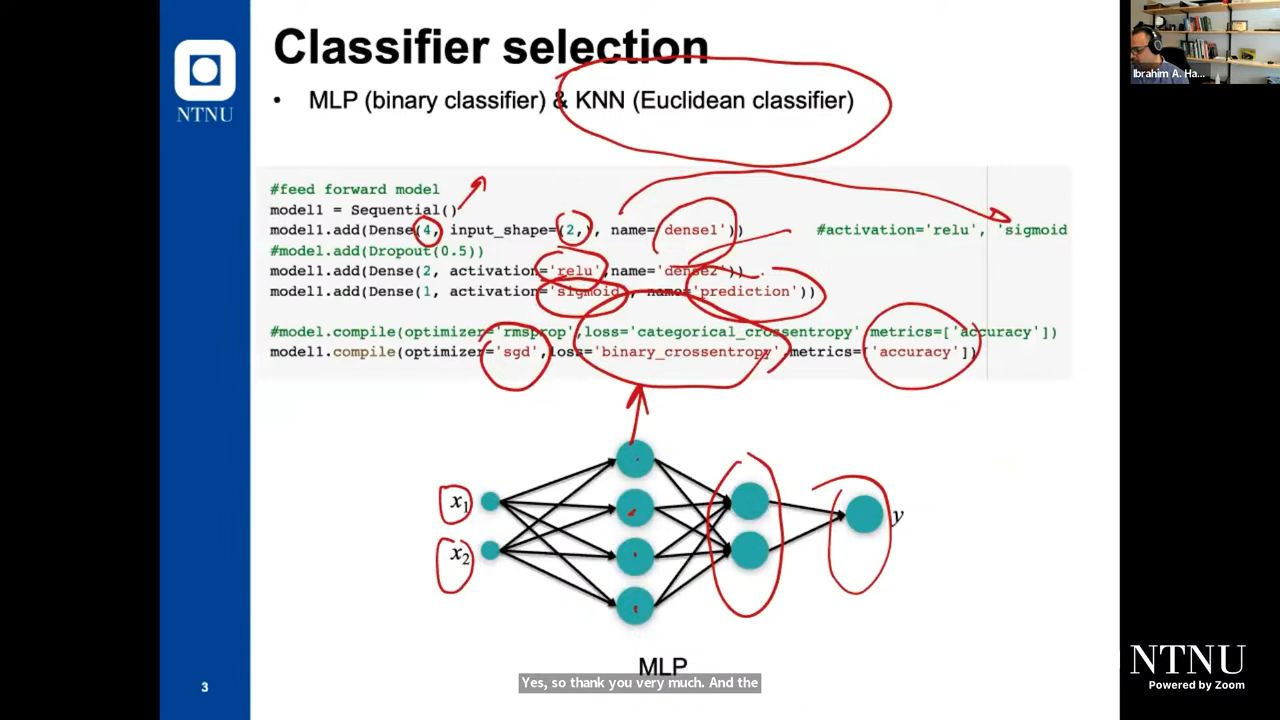 Classifier selection
NTNU
• MLP (binary classifier) & KNN (Euclidean classifier)
#feed forward model
model1 = Sequential()
model1.add(Dense(4, input_shape=(2,), name='dense1')) #activation='relu', 'sigmoid
#model.add(Dropout(0.5))
model1.add(Dense(2, activation='relu',name='dense2'))
model1.add(Dense(1, activation='sigmoid', name='prediction'))
#model.compile(optimizer='rmsprop',loss='categorical_crossentropy',metrics=['accuracy'])
model1.compile(optimizer='sgd',loss='binary_crossentropy',metrics=['accuracy'])
x1
x2
y
MLP
Yes, so thank you very much. And the
3
Ibrahim A. Ha...
NTNU
Powered by Zoom